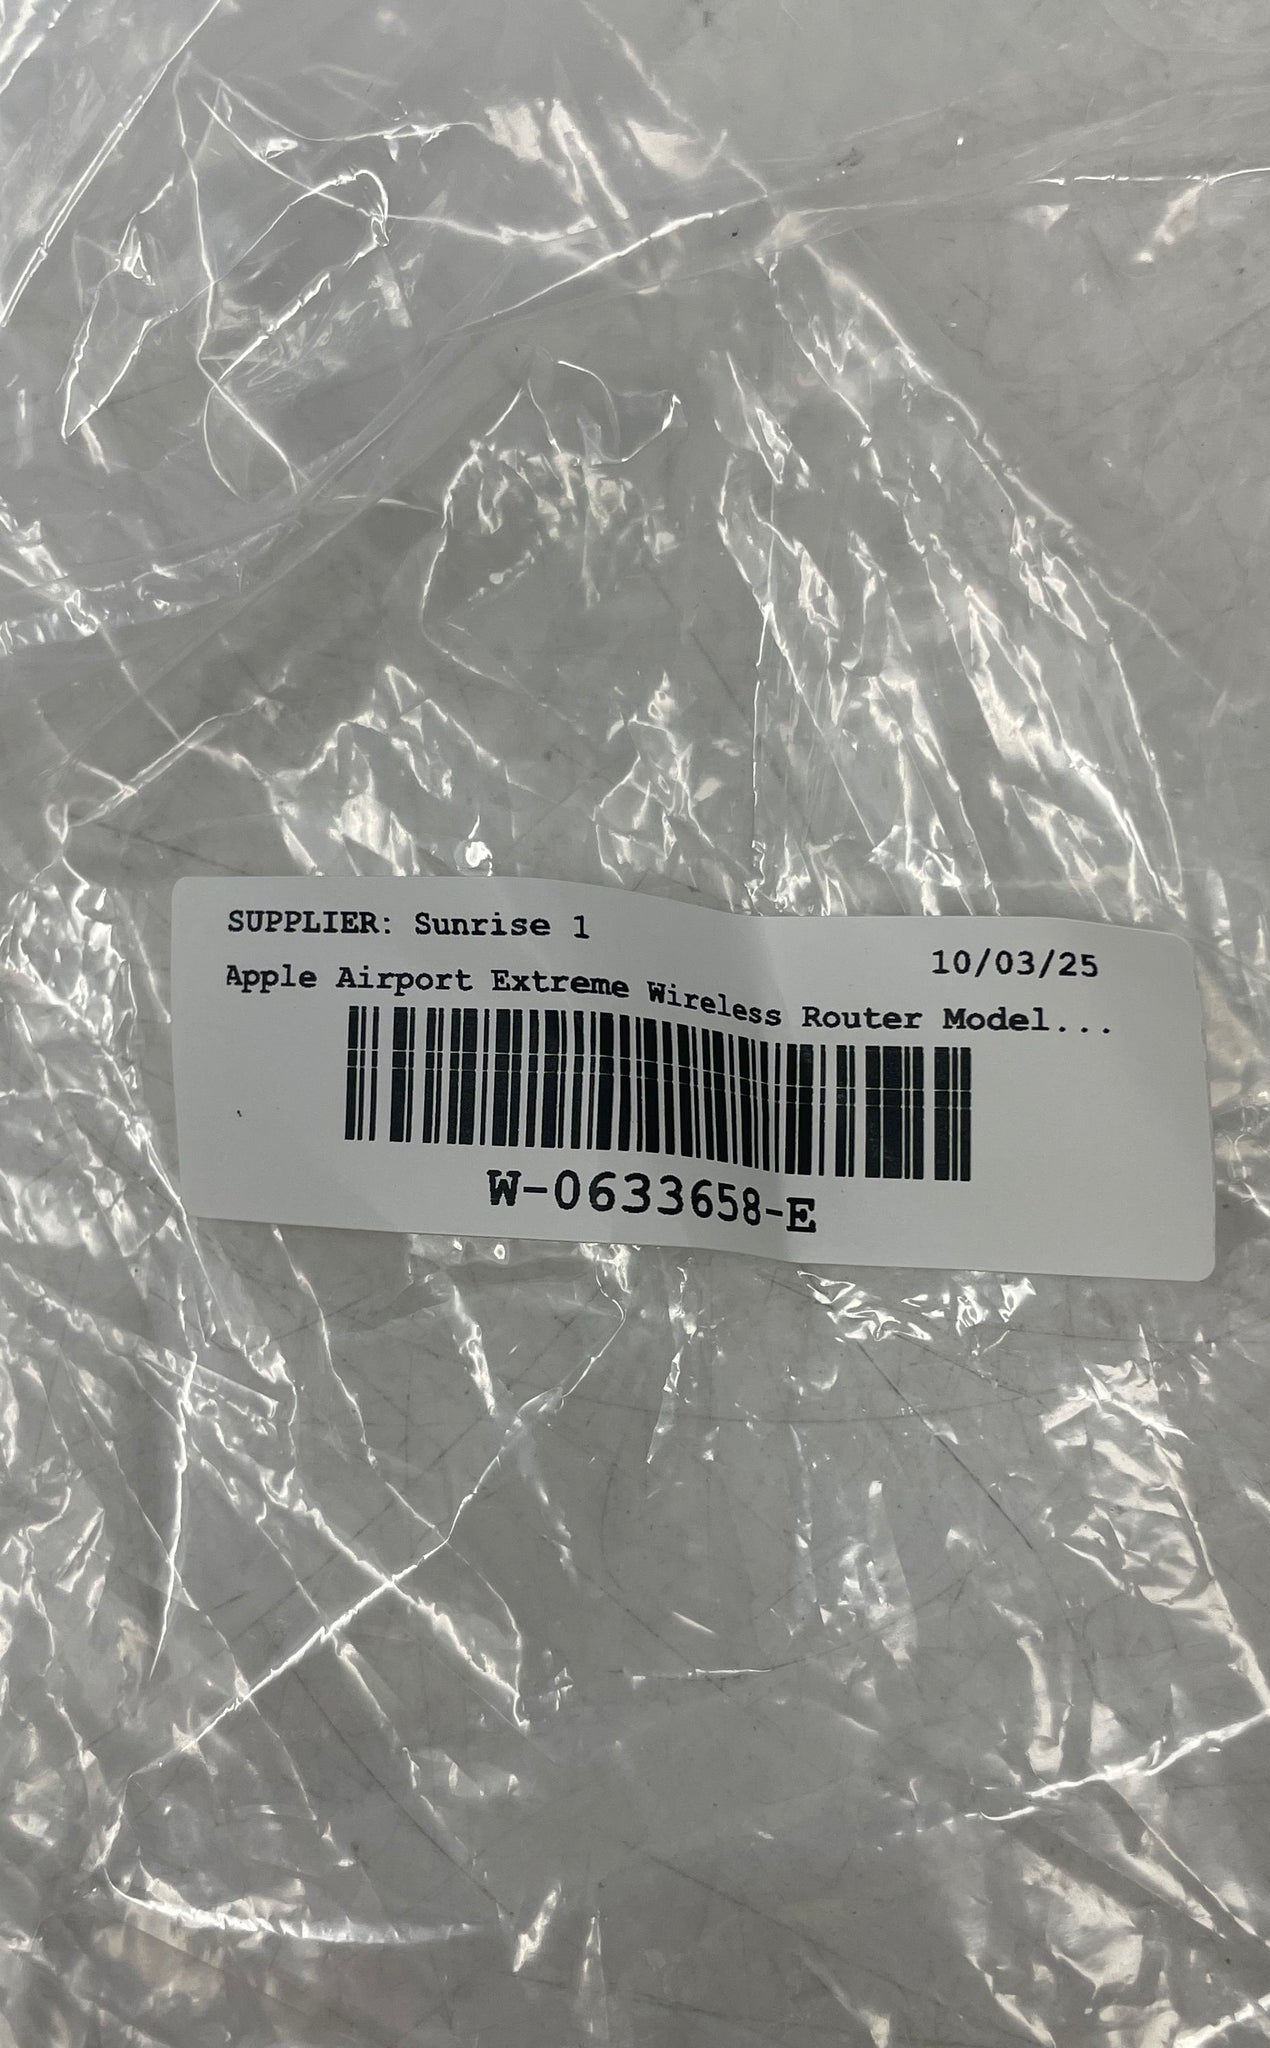 SUPPLIER: Sunrise 1
10/03/25
Apple Airport Extreme Wireless Router Model...
W-0633658-E